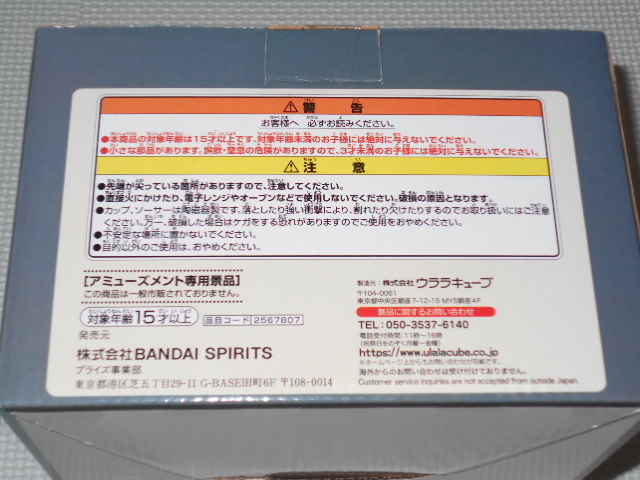 警告
お客様へ 必ずお読みください。
●本商品の対象年齢は15才以上です。対象年齢未満のお子様には絶対に与えないでください。
●小さな部品があります。誤飲・窒息の危険がありますので、3才未満のお子様には絶対に与えないでください。
注意
●先端が尖っている箇所がありますので、注意してください。
●直接火にかけたり、電子レンジやオーブンなどで使用しないでください。破損の原因となります。
●カップ、ソーサーは陶磁器製です。落としたり強い衝撃により、割れたり欠けたりするのでお取り扱いにはご注意
ください。万一、破損した場合はケガをする恐れがありますのでご使用をおやめください。
●不安定な場所に置かないでください。
●目的以外のご使用は、おやめください。
[アミューズメント専用景品]
この商品は一般市販されておりません。
対象年齢15才以上
品目コード 2567807
発売元
株式会社BANDAI SPIRITS
プライズ事業部
東京都港区芝五丁目29-11 G-BASE田町6F 〒108-0014
製造元:株式会社ウララキューブ
〒104-0061
東京都中央区銀座7-12-15 MYS銀座4F
製品に関するお問い合わせ
TEL:050-3537-6140
電話受付時間:11時〜16時
(祝祭日をのぞく月曜〜金曜)
https://www.ulalacube.co.jp
海外からのお問い合わせは受け付けておりません。
Customer service inquiries are not accepted from outside Japan.